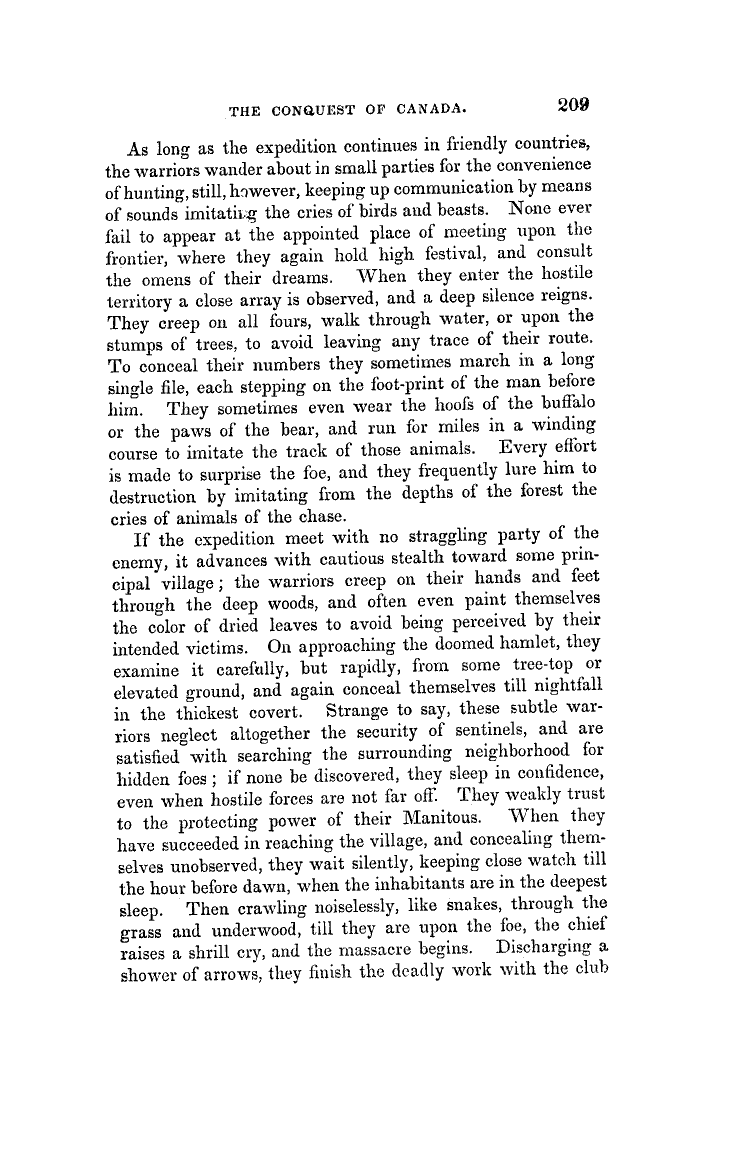 THE CONQUEST OF CANADA. 209
As long as the expedition continues in friendly countries,
the warriors wander about in small parties for the convenience
of hunting, still, however, keeping up communication by means
of sounds imitating the cries of birds and beasts. None ever
fail to appear at the appointed place of meeting upon the
frontier, where they again hold high festival, and consult
the omens of their dreams. When they enter the hostile
territory a close array is observed, and a deep silence reigns.
They creep on all fours, walk through water, or upon the
stumps of trees, to avoid leaving any trace of their route.
To conceal their numbers they sometimes march in a long
single file, each stepping on the foot-print of the man before
him. They sometimes even wear the hoofs of the buffalo
or the paws of the bear, and run for miles in a winding
course to imitate the track of those animals. Every effort
is made to surprise the foe, and they frequently lure him to
destruction by imitating from the depths of the forest the
cries of animals of the chase.
If the expedition meet with no straggling party of the
enemy, it advances with cautious stealth toward some prin-
cipal village; the warriors creep on their hands and feet
through the deep woods, and often even paint themselves
the color of dried leaves to avoid being perceived by their
intended victims. On approaching the doomed hamlet, they
examine it carefully, but rapidly, from some tree-top or
elevated ground, and again conceal themselves till nightfall
in the thickest covert. Strange to say, these subtle war-
riors neglect altogether the security of sentinels, and are
satisfied with searching the surrounding neighborhood for
hidden foes; if none be discovered, they sleep in confidence,
even when hostile forces are not far off. They weakly trust
to the protecting power of their Manitous. When they
have succeeded in reaching the village, and concealing them-
selves unobserved, they wait silently, keeping close watch till
the hour before dawn, when the inhabitants are in the deepest
sleep. Then crawling noiselessly, like snakes, through the
grass and underwood, till they are upon the foe, the chief
raises a shrill cry, and the massacre begins. Discharging a
shower of arrows, they finish the deadly work with the club